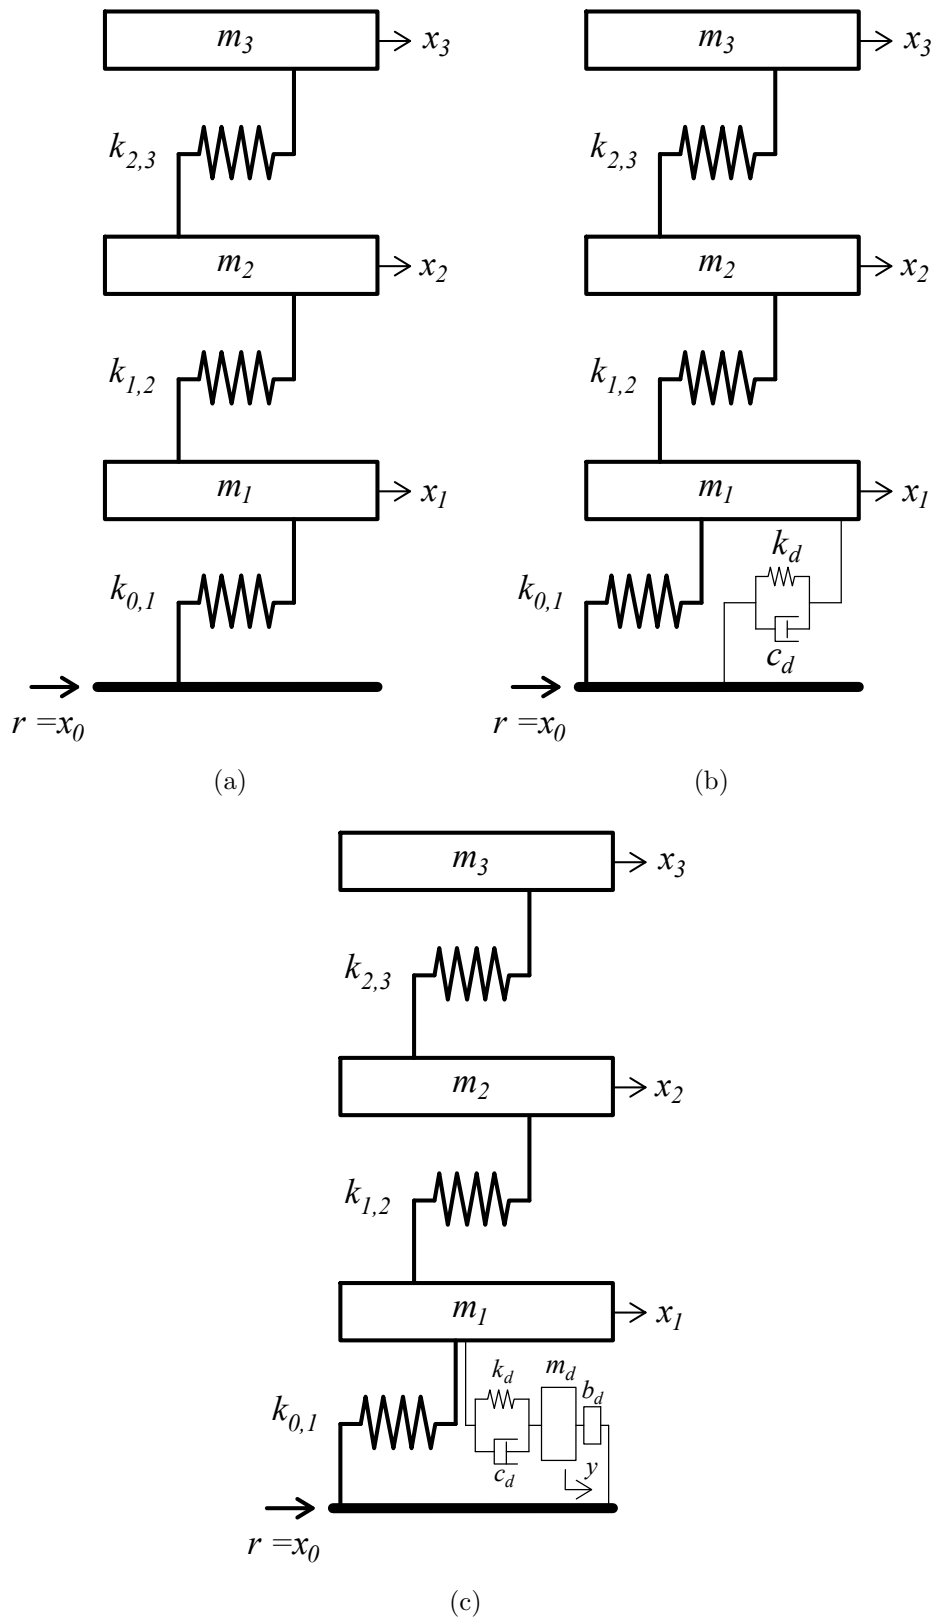 m3 x3 m3 x3
k2,3 k2,3
m2 x2 m2 x2
k1,2 k1,2
m1 x1 m1 x1
k0,1 k0,1 kd
cd
r =x0 r =x0
(a) (b)
m3 x3
k2,3
m2 x2
k1,2
m1 x1
k0,1 kd md bd
cd y
r =x0
(c)